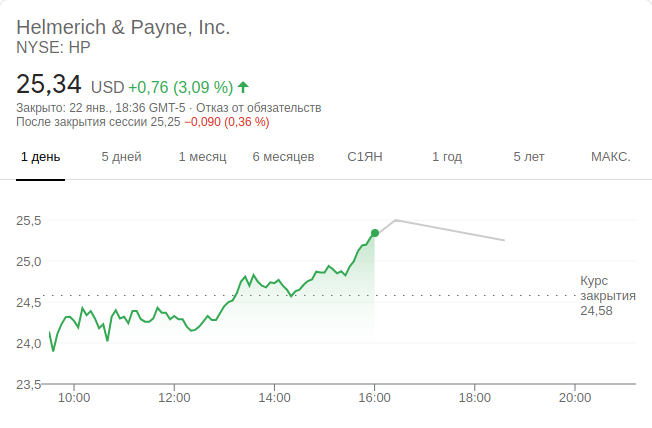 Helmerich & Payne, Inc.
NYSE: HP
25,34 USD +0,76 (3,09 %)
Закрыто: 22 янв., 18:36 GMT-5 · Отказ от обязательств
После закрытия сессии 25,25 −0,090 (0,36 %)
1 день 5 дней 1 месяц 6 месяцев С1ЯН 1 год 5 лет МАКС.
25,5
25,0
24,5
24,0
23,5
Курс
закрытия
24,58
10:00 12:00 14:00 16:00 18:00 20:00